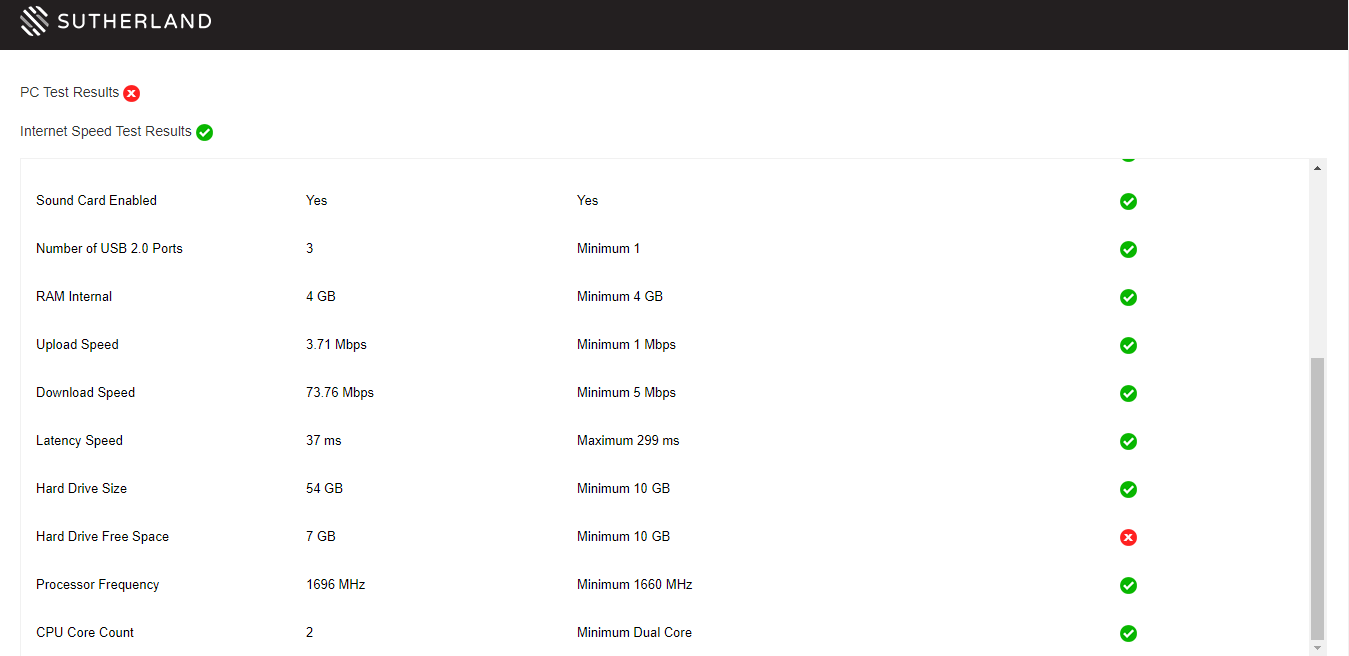 SUTHERLAND
PC Test Results
Internet Speed Test Results
Sound Card Enabled Yes Yes
Number of USB 2.0 Ports 3 Minimum 1
RAM Internal 4 GB Minimum 4 GB
Upload Speed 3.71 Mbps Minimum 1 Mbps
Download Speed 73.76 Mbps Minimum 5 Mbps
Latency Speed 37 ms Maximum 299 ms
Hard Drive Size 54 GB Minimum 10 GB
Hard Drive Free Space 7 GB Minimum 10 GB
Processor Frequency 1696 MHz Minimum 1660 MHz
CPU Core Count 2 Minimum Dual Core